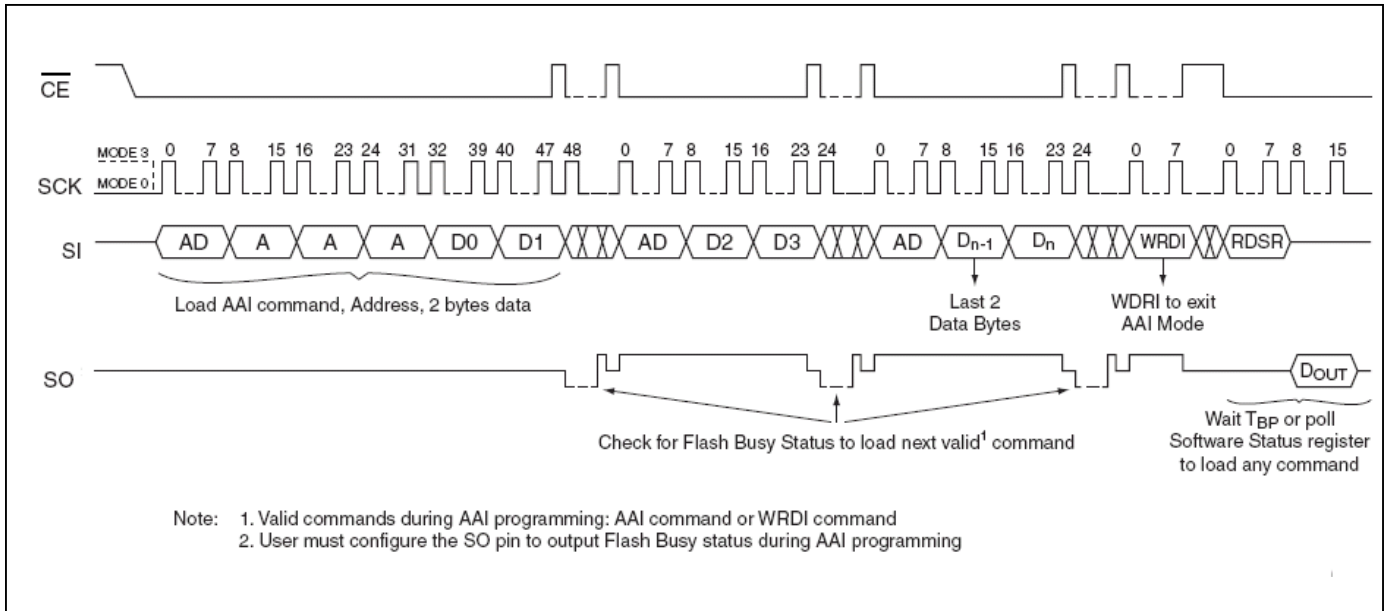 CE
MODE 3
MODE 0
SCK
0 7 8 15 16 23 24 31 32 39 40 47 48 0 7 8 15 16 23 24 0 7 8 15 16 23 24 0 7 0 7 8 15
SI
AD A A A D0 D1 AD D2 D3 AD Dn-1 Dn WRDI RDSR
Load AAI command, Address, 2 bytes data
Last 2
Data Bytes
WDRI to exit
AAI Mode
SO
DOUT
Check for Flash Busy Status to load next valid1 command
Wait TBP or poll
Software Status register
to load any command
Note: 1. Valid commands during AAI programming: AAI command or WRDI command
2. User must configure the SO pin to output Flash Busy status during AAI programming